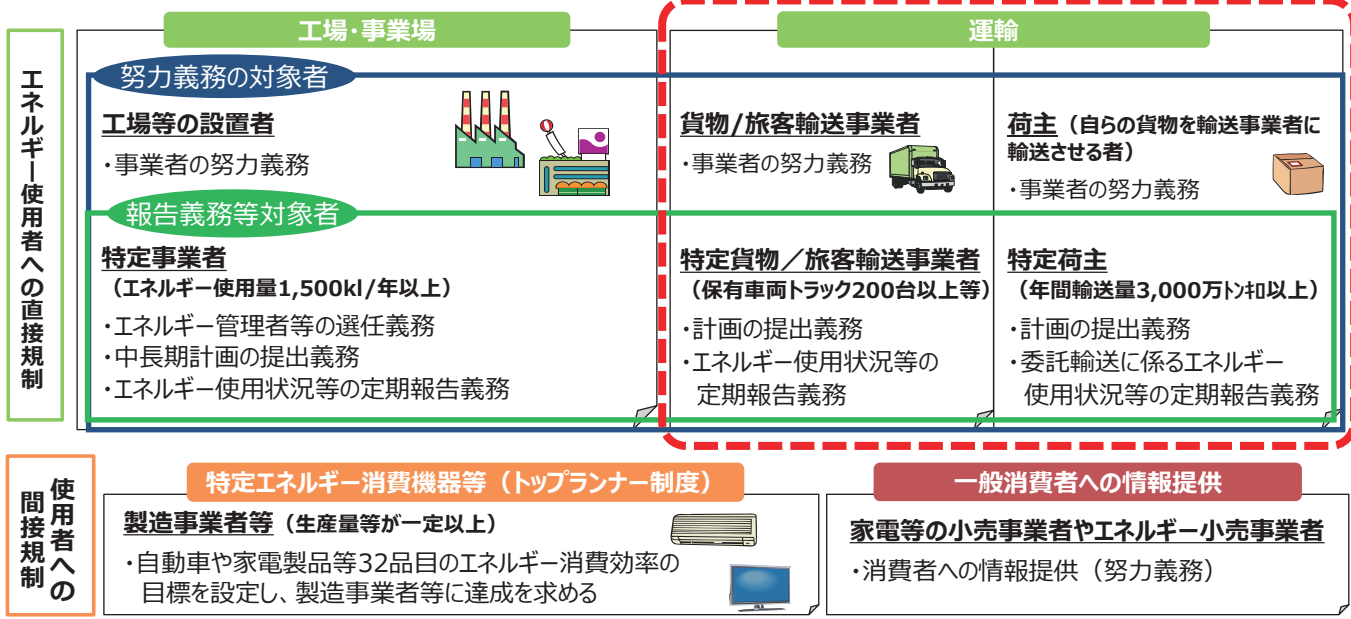 工場・事業場
運輸
エネルギー使用者への直接規制
努力義務の対象者
工場等の設置者
・事業者の努力義務
貨物/旅客輸送事業者
・事業者の努力義務
荷主（自らの貨物を輸送事業者に
輸送させる者）
・事業者の努力義務
報告義務等対象者
特定事業者
（エネルギー使用量1,500kl/年以上）
・エネルギー管理者等の選任義務
・中長期計画の提出義務
・エネルギー使用状況等の定期報告義務
特定貨物／旅客輸送事業者
（保有車両トラック200台以上等）
・計画の提出義務
・エネルギー使用状況等の
定期報告義務
特定荷主
（年間輸送量3,000万ﾄﾝｷﾛ以上）
・計画の提出義務
・委託輸送に係るエネルギー
使用状況等の定期報告義務
使用者への
間接規制
特定エネルギー消費機器等（トップランナー制度）
製造事業者等（生産量等が一定以上）
・自動車や家電製品等32品目のエネルギー消費効率の
目標を設定し、製造事業者等に達成を求める
一般消費者への情報提供
家電等の小売事業者やエネルギー小売事業者
・消費者への情報提供（努力義務）